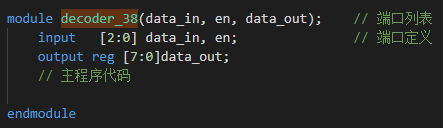 module decoder_38(data_in, en, data_out);    // 端口列表
    input   [2:0] data_in, en;               // 端口定义
    output reg [7:0]data_out;
    // 主程序代码
endmodule